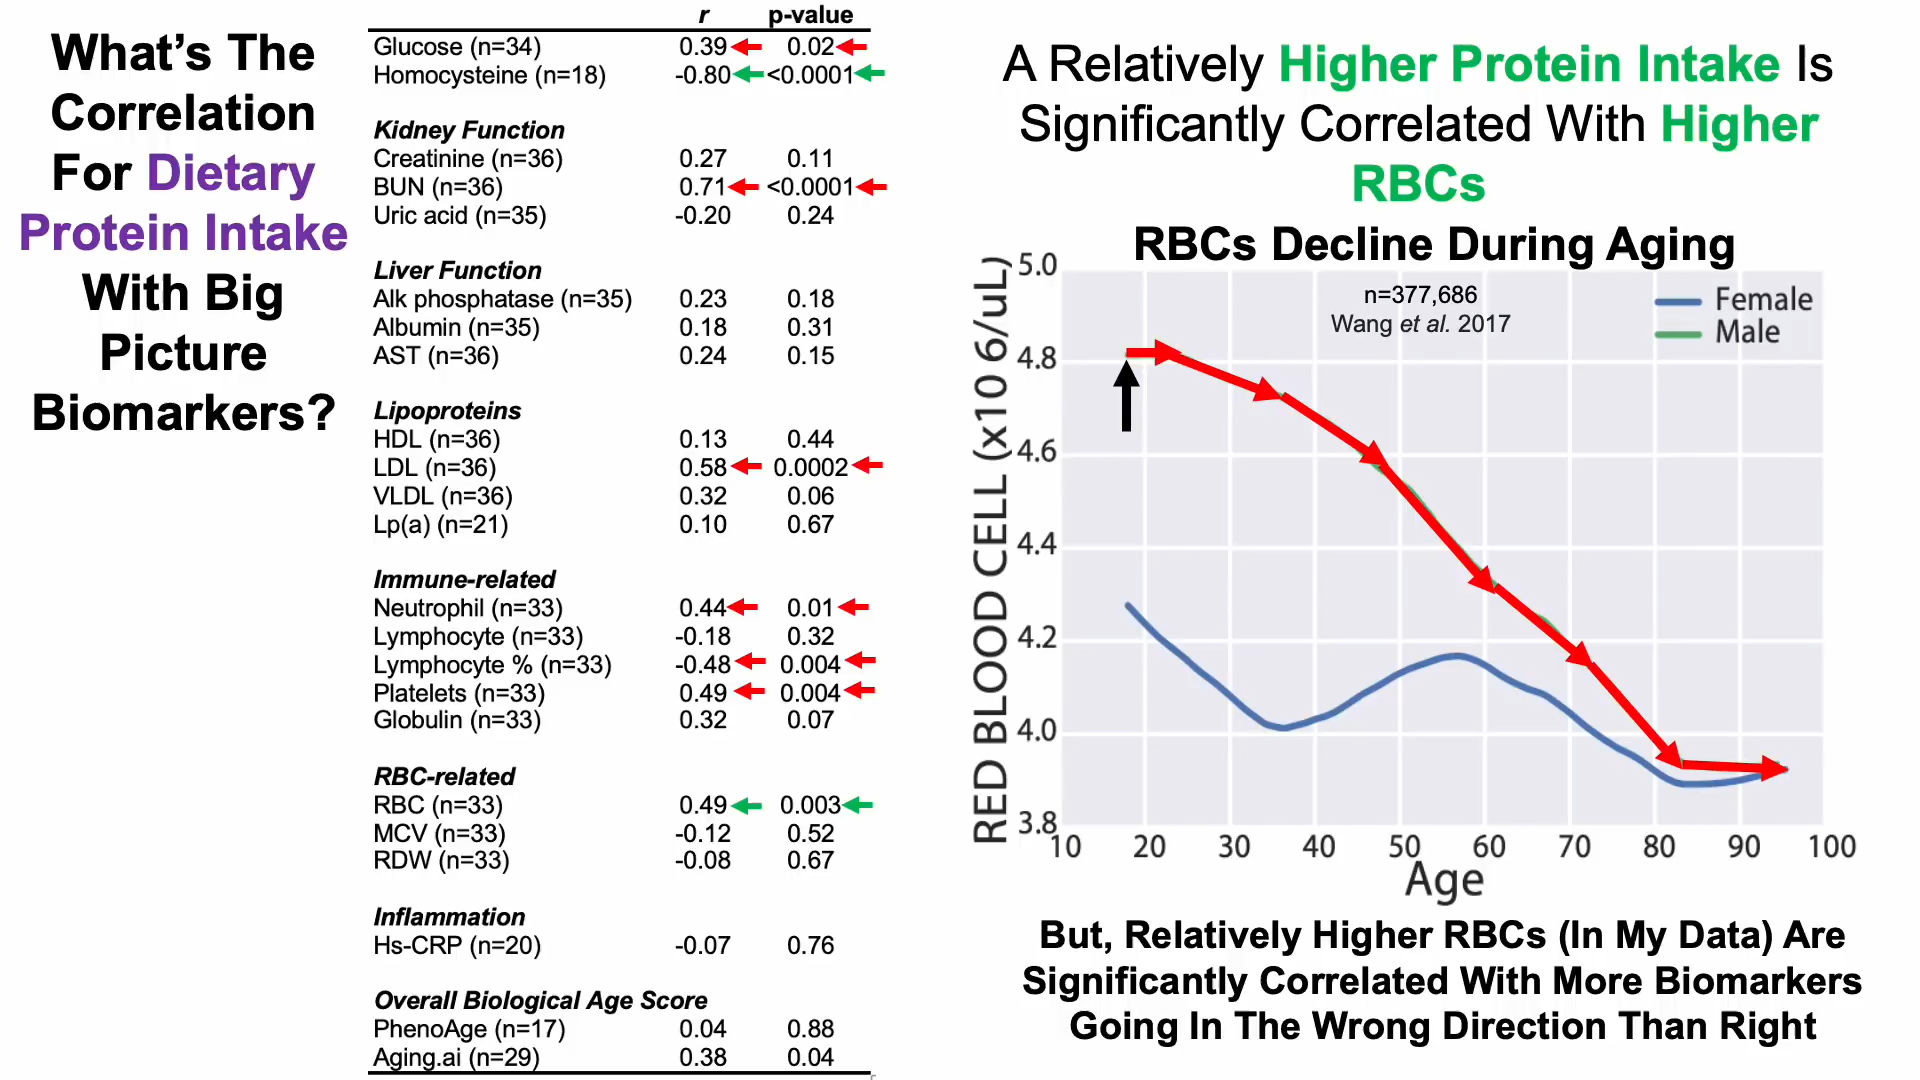 What's The
Correlation
For Dietary
Protein Intake
With Big
Picture
Biomarkers?
r p-value
Glucose (n=34) 0.39 0.02
Homocysteine (n=18) -0.80 <0.0001
Kidney Function
Creatinine (n=36) 0.27 0.11
BUN (n=36) 0.71 <0.0001
Uric acid (n=35) -0.20 0.24
Liver Function
Alk phosphatase (n=35) 0.23 0.18
Albumin (n=35) 0.18 0.31
AST (n=36) 0.24 0.15
Lipoproteins
HDL (n=36) 0.13 0.44
LDL (n=36) 0.58 0.0002
VLDL (n=36) 0.32 0.06
Lp(a) (n=21) 0.10 0.67
Immune-related
Neutrophil (n=33) 0.44 0.01
Lymphocyte (n=33) -0.18 0.32
Lymphocyte % (n=33) -0.48 0.004
Platelets (n=33) 0.49 0.004
Globulin (n=33) 0.32 0.07
RBC-related
RBC (n=33) 0.49 0.003
MCV (n=33) -0.12 0.52
RDW (n=33) -0.08 0.67
Inflammation
Hs-CRP (n=20) -0.07 0.76
Overall Biological Age Score
PhenoAge (n=17) 0.04 0.88
Aging.ai (n=29) 0.38 0.04
A Relatively Higher Protein Intake Is
Significantly Correlated With Higher
RBCs
RBCs Decline During Aging
n=377,686
Wang et al. 2017
Female
Male
RED BLOOD CELL (x10 6/uL)
5.0
4.8
4.6
4.4
4.2
4.0
3.8
10 20 30 40 50 60 70 80 90 100
Age
But, Relatively Higher RBCs (In My Data) Are
Significantly Correlated With More Biomarkers
Going In The Wrong Direction Than Right